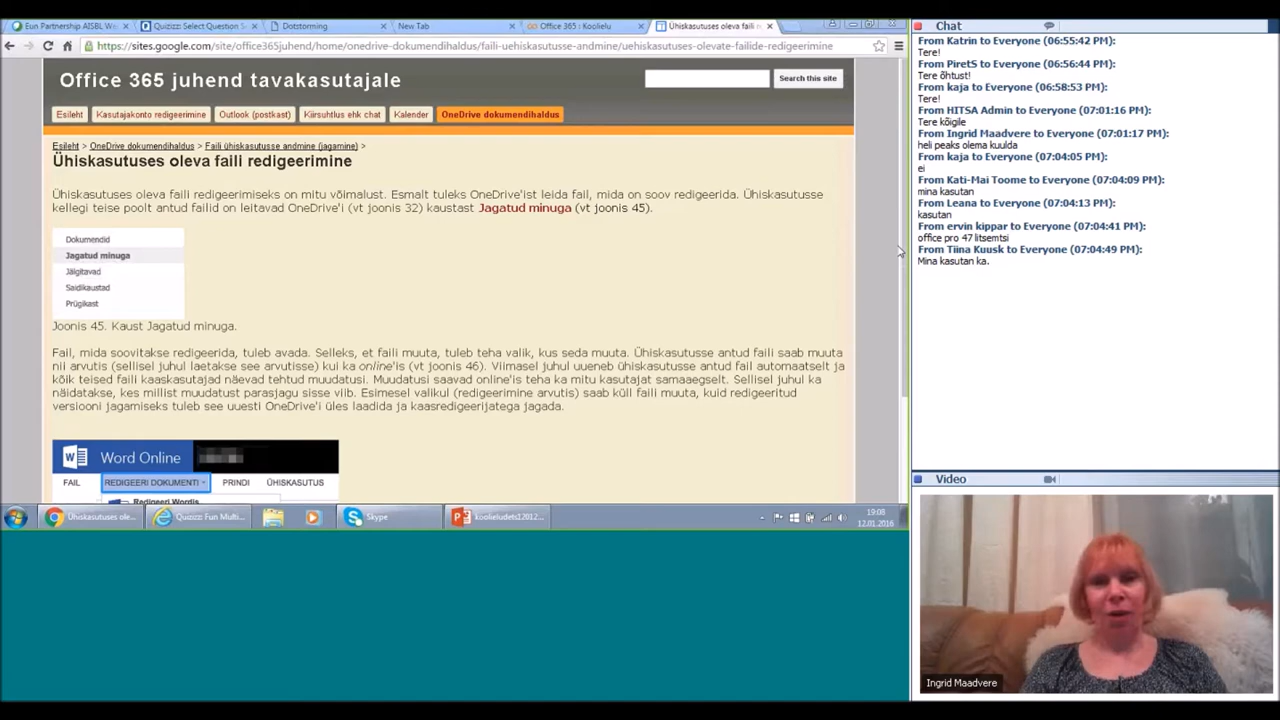 Eun Partnership AISBL W
Quizizz: Select Question S
Dotstorming
New Tab
Office 365 : Koolielu
Ühiskasutuses oleva faili r
https://sites.google.com/site/office365juhend/home/onedrive-dokumendihaldus/faili-uehiskasutusse-andmine/uehiskasutuses-olevate-failide-redigeerimine
Office 365 juhend tavakasutajale
Search this site
Esileht
Kasutajakonto redigeerimine
Outlook (postkast)
Kiirsuhtlus ehk chat
Kalender
OneDrive dokumendihaldus
Esileht > OneDrive dokumendihaldus > Faili ühiskasutusse andmine (jagamine) >
Ühiskasutuses oleva faili redigeerimine
Ühiskasutuses oleva faili redigeerimiseks on mitu võimalust. Esmalt tuleks OneDrive'ist leida fail, mida on soov redigeerida. Ühiskasutusse
kellegi teise poolt antud failid on leitavad OneDrive'i (vt joonis 32) kaustast Jagatud minuga (vt joonis 45).
Dokumendid
Jagatud minuga
Jälgitavad
Saidikaustad
Prügikast
Joonis 45. Kaust Jagatud minuga.
Fail, mida soovitakse redigeerida, tuleb avada. Selleks, et faili muuta, tuleb teha valik, kus seda muuta. Ühiskasutusse antud faili saab muuta
nii arvutis (sellisel juhul laetakse see arvutisse) kui ka online'is (vt joonis 46). Viimasel juhul uueneb ühiskasutusse antud fail automaatselt ja
kõik teised faili kaaskasutajad näevad tehtud muudatusi. Muudatusi saavad online'is teha ka mitu kasutajat samaaegselt. Sellisel juhul ka
näidatakse, kes millist muudatust parasjagu sisse viib. Esimesel valikul (redigeerimine arvutis) saab küll faili muuta, kuid redigeeritud
versiooni jagamiseks tuleb see uuesti OneDrive'i üles laadida ja kaasredigeerijatega jagada.
Word Online
FAIL
REDIGEERI DOKUMENTI
PRINDI
ÜHISKASUTUS
Redigeeri Wordis
Ühiskasutuses ole...
Quizizz: Fun Multi...
Skype
koolieludets12012...
19:05
12.01.2016
Chat
From Katrin to Everyone (06:55:42 PM):
Tere!
From PiretS to Everyone (06:56:44 PM):
Tere õhtust!
From kaja to Everyone (06:58:53 PM):
Tere!
From HITSA Admin to Everyone (07:01:16 PM):
Tere kõigile
From Ingrid Maadvere to Everyone (07:01:17 PM):
heli peaks olema kuulda
From kaja to Everyone (07:04:05 PM):
ei
From Kati-Mai Toome to Everyone (07:04:09 PM):
mina kasutan
From Leana to Everyone (07:04:13 PM):
kasutan
From ervin kippar to Everyone (07:04:41 PM):
office pro 47 litsemtsi
From Tiina Kuusk to Everyone (07:04:49 PM):
Mina kasutan ka.
Video
Ingrid Maadvere